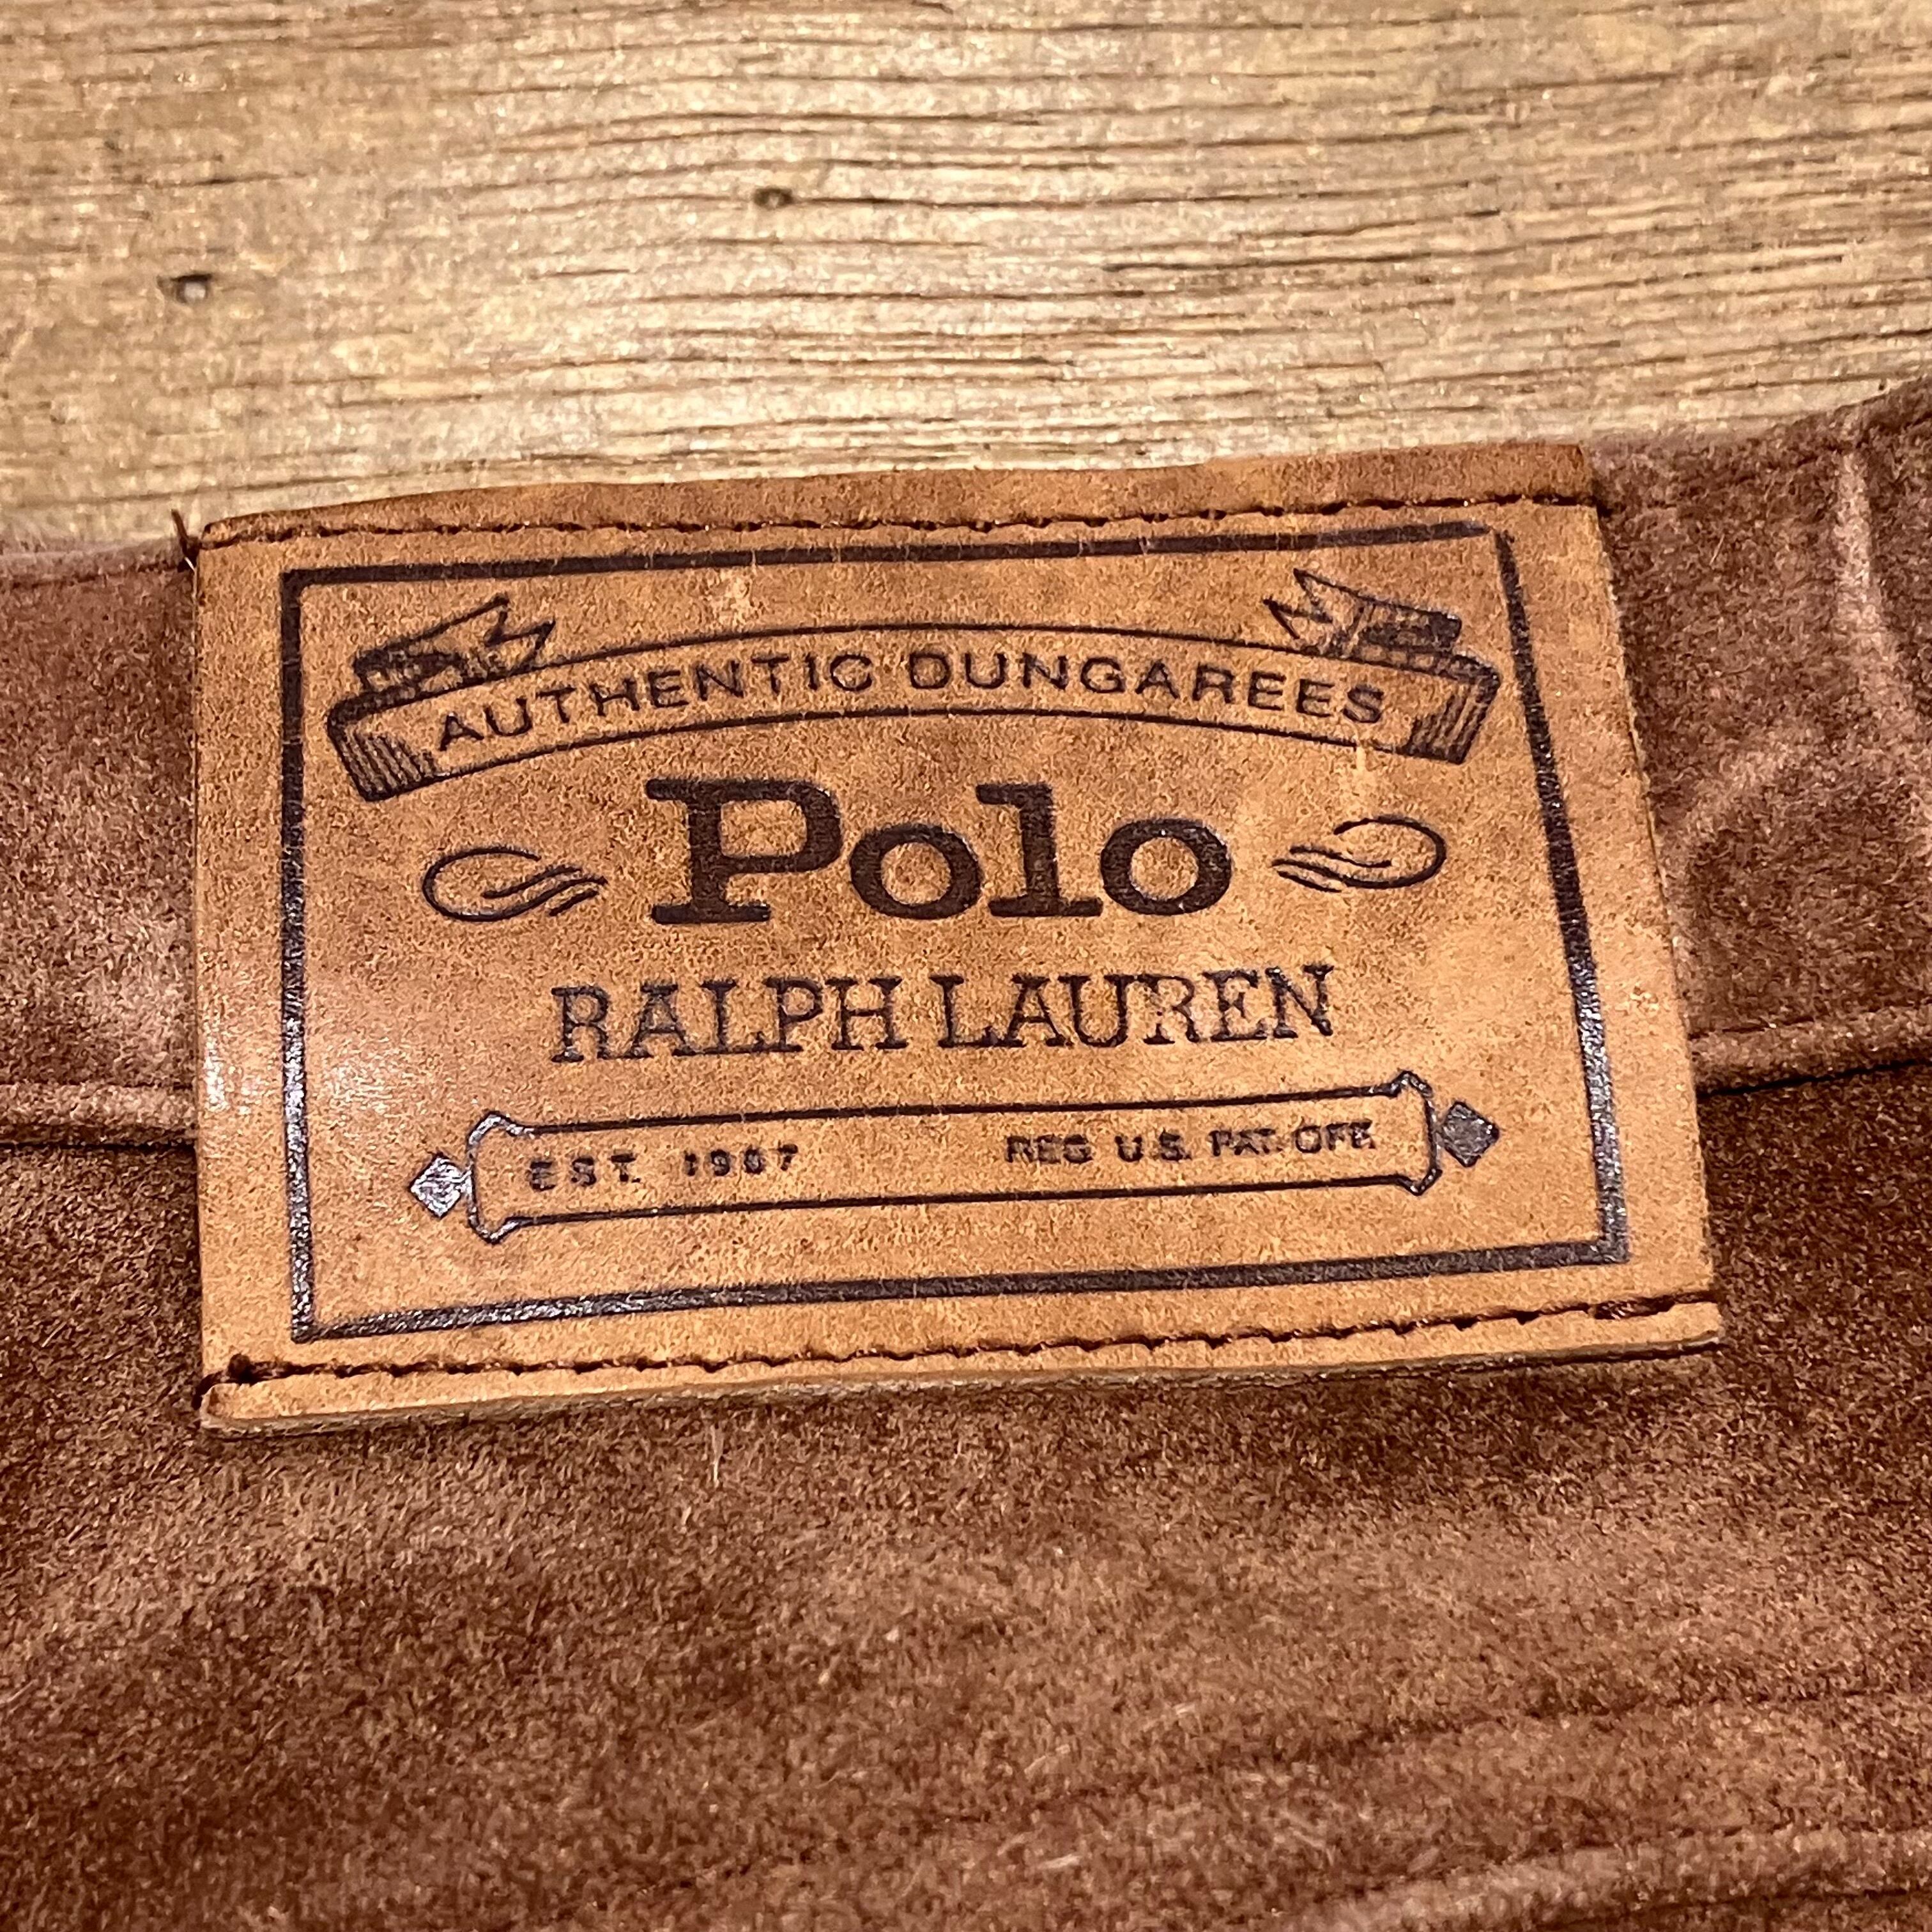 AUTHENTIC DUNGAREES
Polo
RALPH LAUREN
EST. 1967 REG U.S. PAT. OFF.